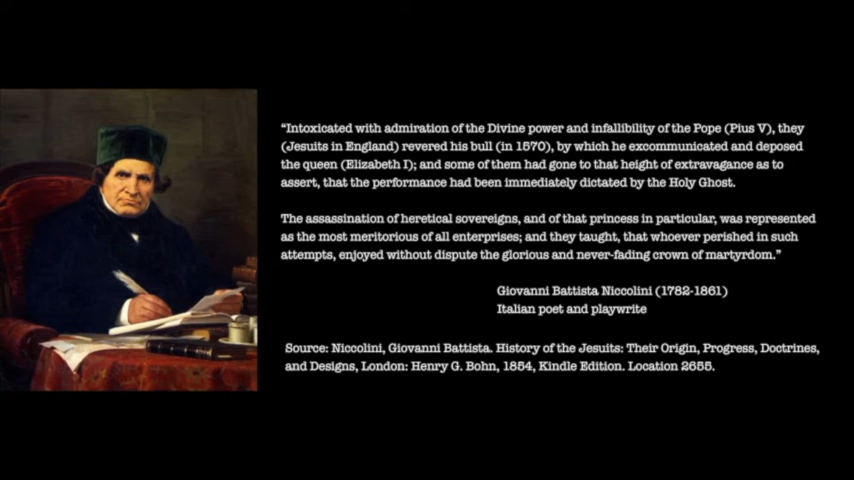 “Intoxicated with admiration of the Divine power and infallibility of the Pope (Pius V), they
(Jesuits in England) revered his bull (in 1570), by which he excommunicated and deposed
the queen (Elizabeth I); and some of them had gone to that height of extravagance as to
assert, that the performance had been immediately dictated by the Holy Ghost.
The assassination of heretical sovereigns, and of that princess in particular, was represented
as the most meritorious of all enterprises; and they taught, that whoever perished in such
attempts, enjoyed without dispute the glorious and never-fading crown of martyrdom.”
Giovanni Battista Niccolini (1782-1861)
Italian poet and playwrite
Source: Niccolini, Giovanni Battista. History of the Jesuits: Their Origin, Progress, Doctrines,
and Designs, London: Henry G. Bohn, 1854, Kindle Edition. Location 2655.